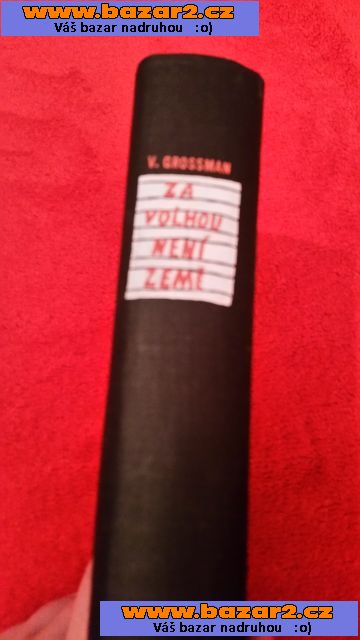 www.bazar2.cz
Váš bazar nadruhou :o)
V. GROSSMAN
ZA
VOLHOU
NENÍ
ZEMĚ
www.bazar2.cz
Váš bazar nadruhou :o)